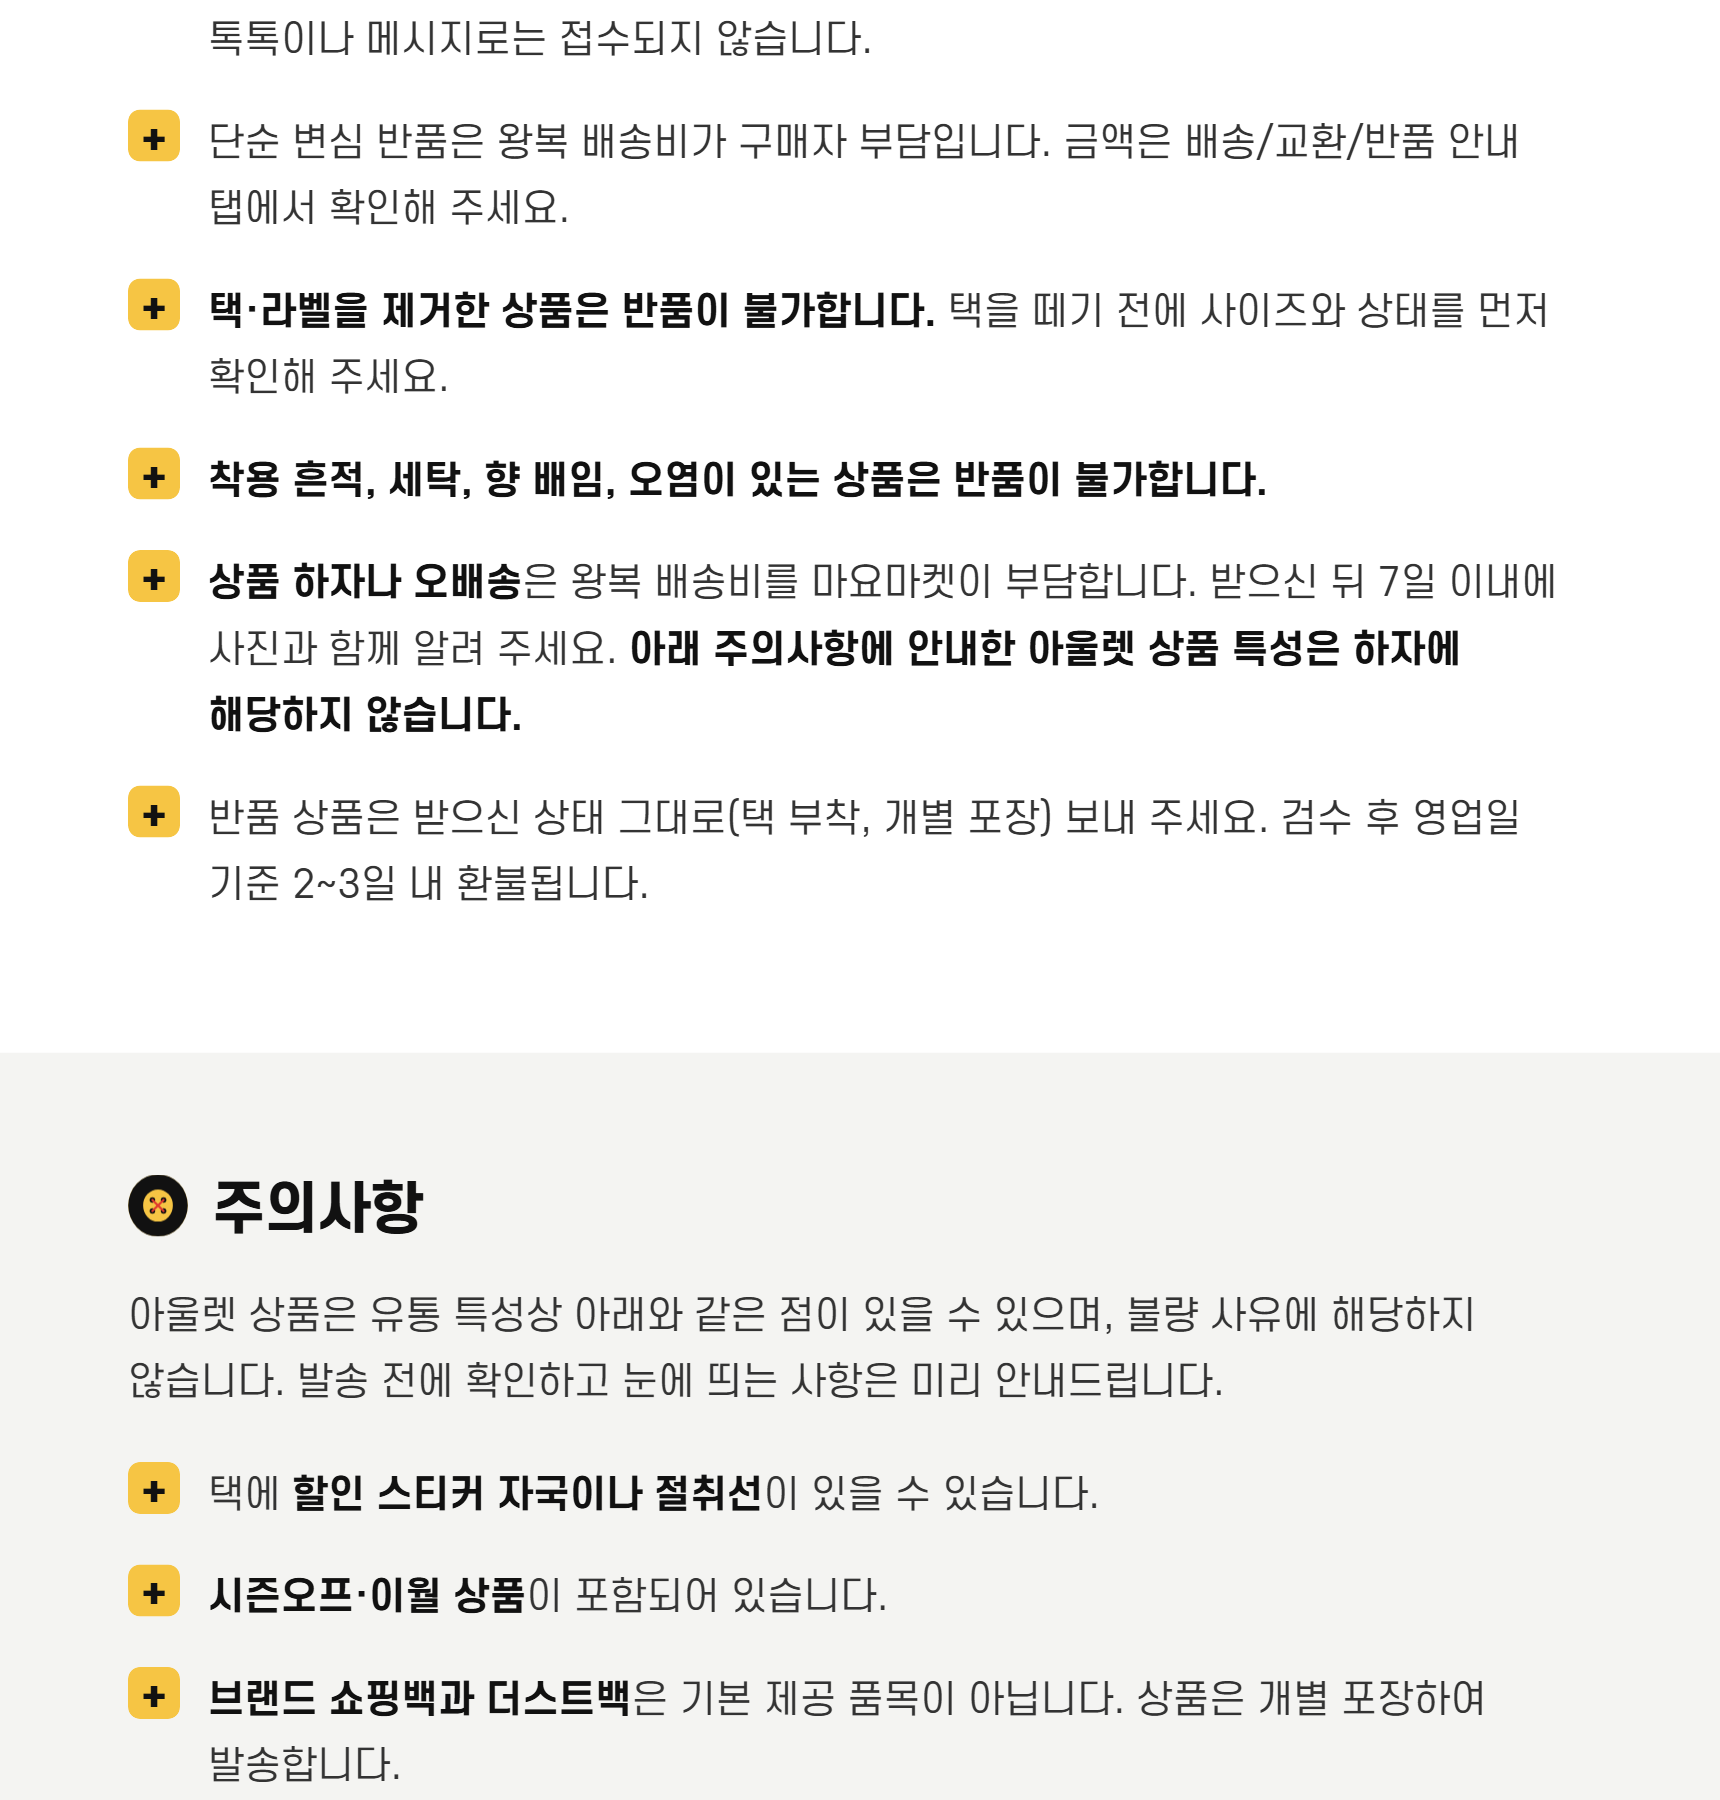 톡톡이나 메시지로는 접수되지 않습니다.
단순 변심 반품은 왕복 배송비가 구매자 부담입니다. 금액은 배송/교환/반품 안내
탭에서 확인해 주세요.
택·라벨을 제거한 상품은 반품이 불가합니다. 택을 떼기 전에 사이즈와 상태를 먼저
확인해 주세요.
착용 흔적, 세탁, 향 배임, 오염이 있는 상품은 반품이 불가합니다.
상품 하자나 오배송은 왕복 배송비를 마요마켓이 부담합니다. 받으신 뒤 7일 이내에
사진과 함께 알려 주세요. 아래 주의사항에 안내한 아울렛 상품 특성은 하자에
해당하지 않습니다.
반품 상품은 받으신 상태 그대로(택 부착, 개별 포장) 보내 주세요. 검수 후 영업일
기준 2~3일 내 환불됩니다.
주의사항
아울렛 상품은 유통 특성상 아래와 같은 점이 있을 수 있으며, 불량 사유에 해당하지
않습니다. 발송 전에 확인하고 눈에 띄는 사항은 미리 안내드립니다.
택에 할인 스티커 자국이나 절취선이 있을 수 있습니다.
시즌오프·이월 상품이 포함되어 있습니다.
브랜드 쇼핑백과 더스트백은 기본 제공 품목이 아닙니다. 상품은 개별 포장하여
발송합니다.